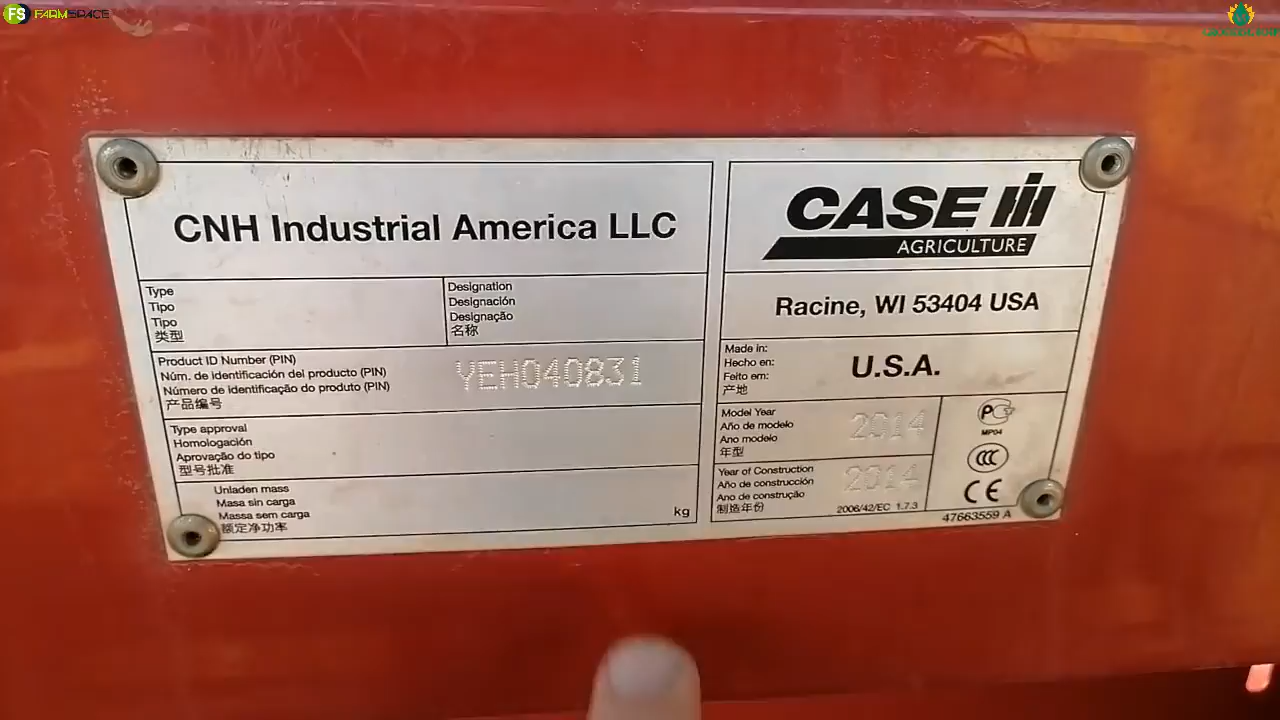 FS FARMSPACE
CNH Industrial America LLC
Type
Tipo
Tipo
类型
Designation
Designación
Designação
名称
Product ID Number (PIN)
Núm. de identificación del producto (PIN)
Número de identificação do produto (PIN)
产品编号
YEH040831
Type approval
Homologación
Aprovação do tipo
型号批准
Unladen mass
Masa sin carga
Massa sem carga
额定净功率
kg
CASE IH
AGRICULTURE
Racine, WI 53404 USA
Made in:
Hecho en:
Feito em:
产地
U.S.A.
Model Year
Año de modelo
Ano modelo
年型
2014
Year of Construction
Año de construcción
Ano de construção
制造年份
2014
2006/42/EC 1.7.3
MP04
CCC
CE
47663559 A